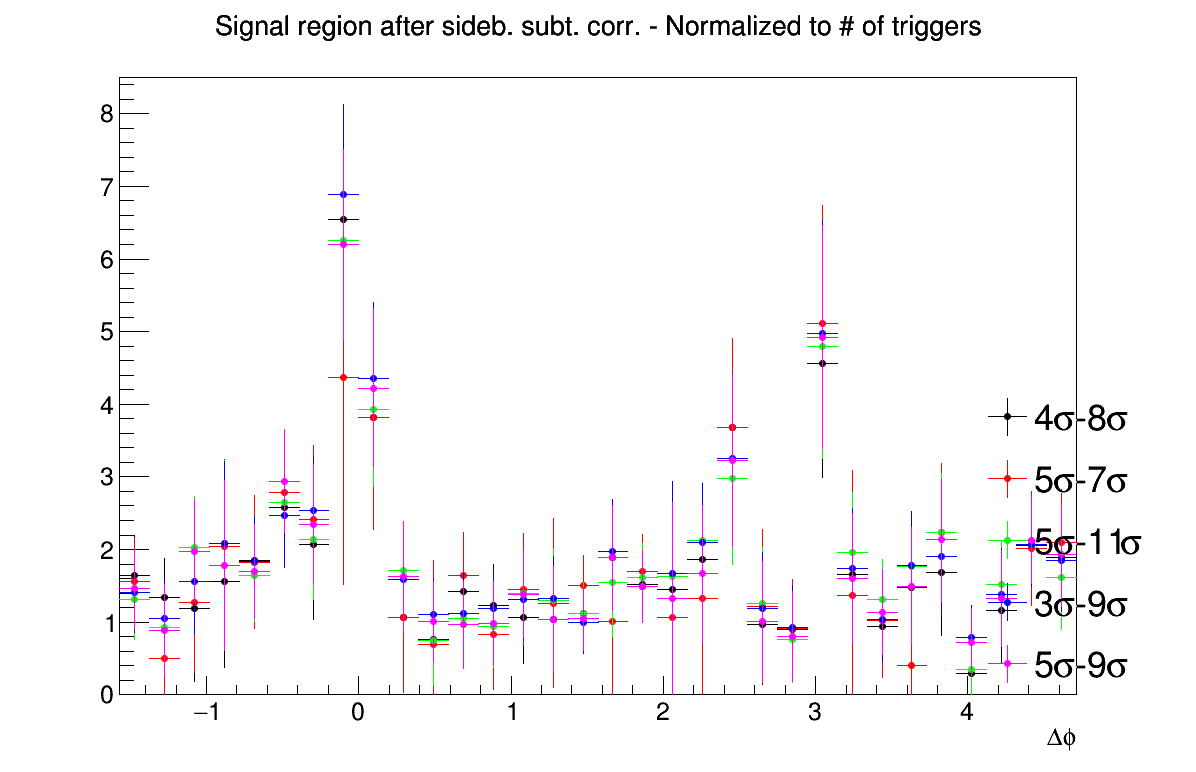 Signal region after sideb. subt. corr. - Normalized to # of triggers
8
7
6
5
4
3
2
1
0
4σ-8σ
5σ-7σ
5σ-11σ
3σ-9σ
5σ-9σ
−1 0 1 2 3 4
Δϕ